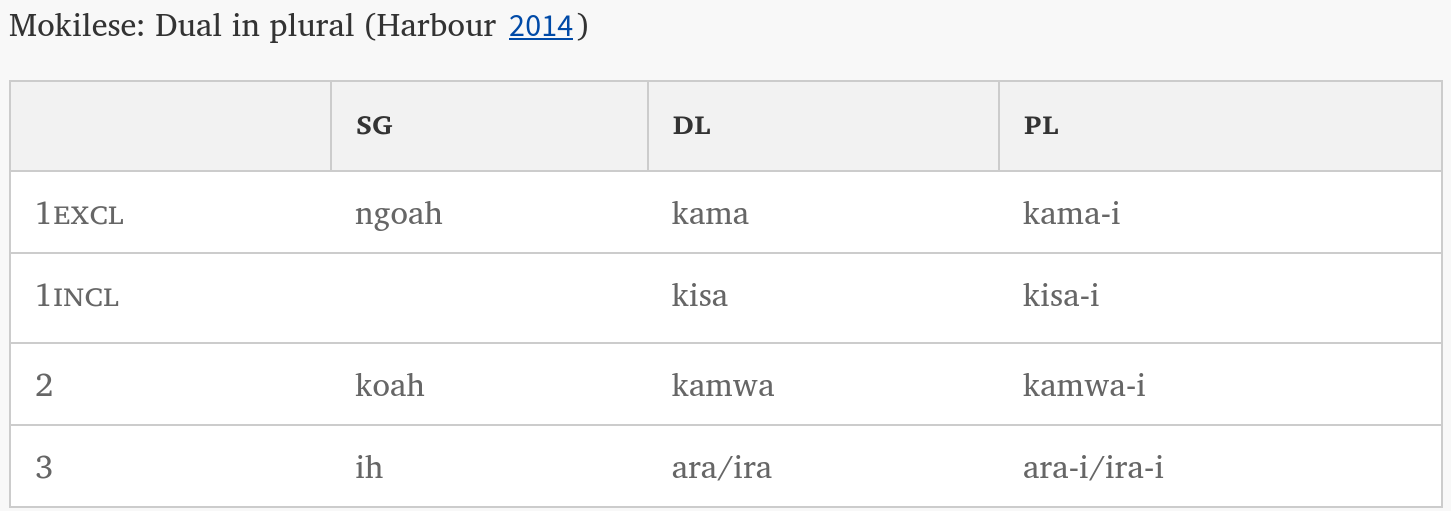 Mokilese: Dual in plural (Harbour 2014)
SG DL PL
1EXCL ngoah kama kama-i
1INCL kisa kisa-i
2 koah kamwa kamwa-i
3 ih ara/ira ara-i/ira-i